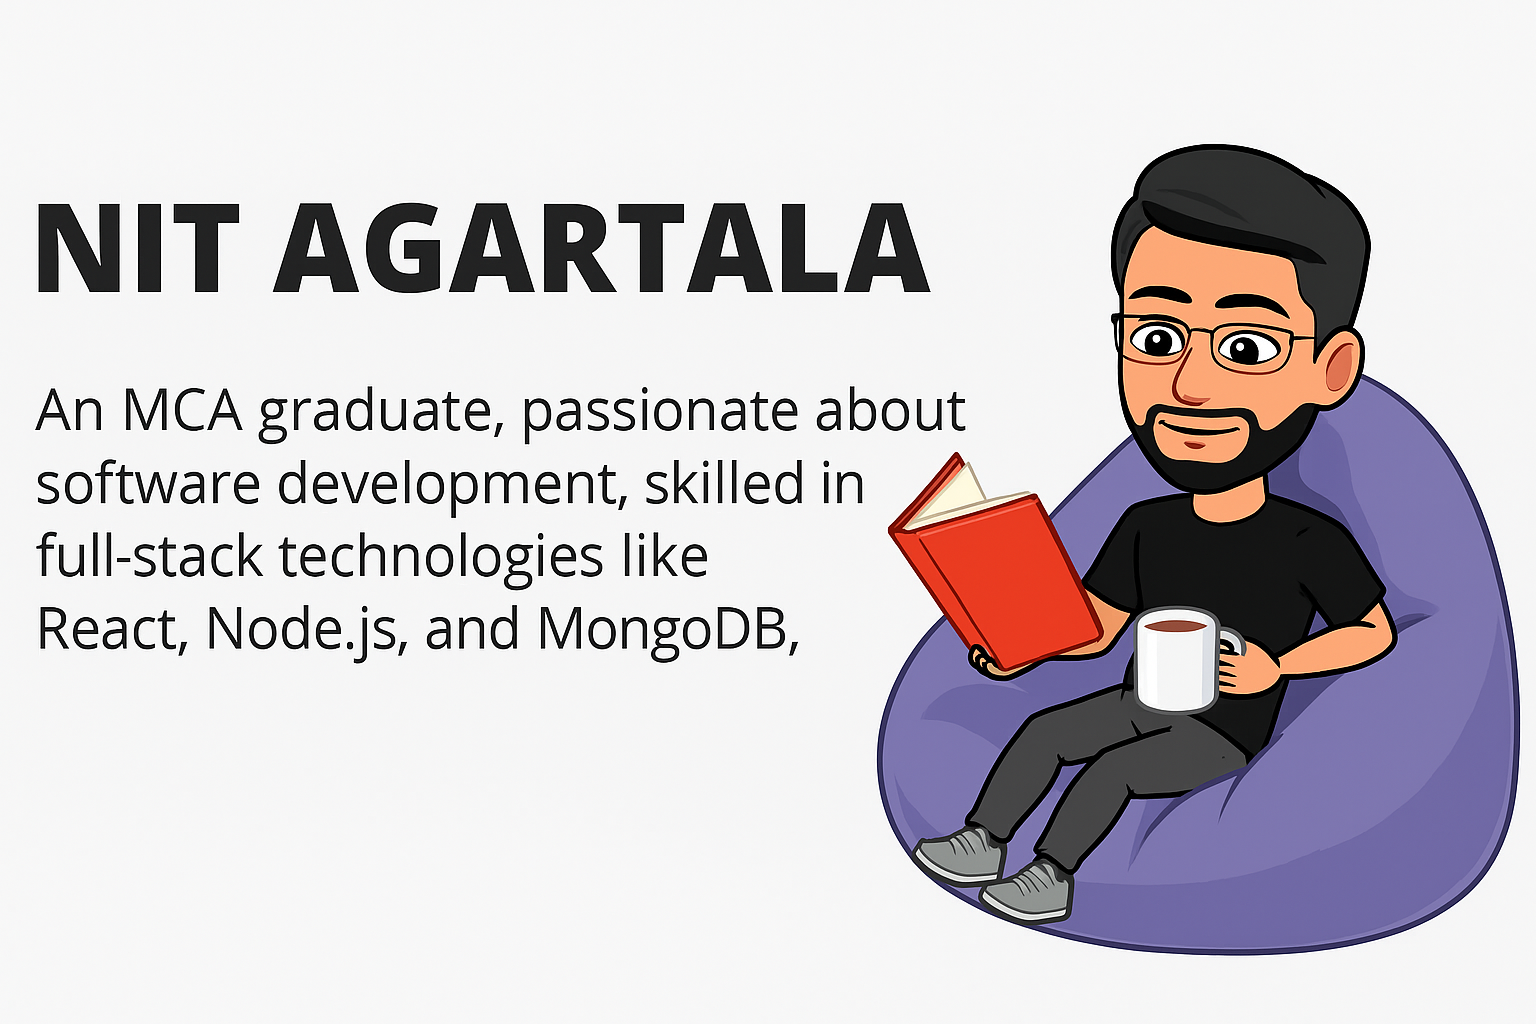 NIT AGARTALA
An MCA graduate, passionate about
software development, skilled in
full-stack technologies like
React, Node.js, and MongoDB,